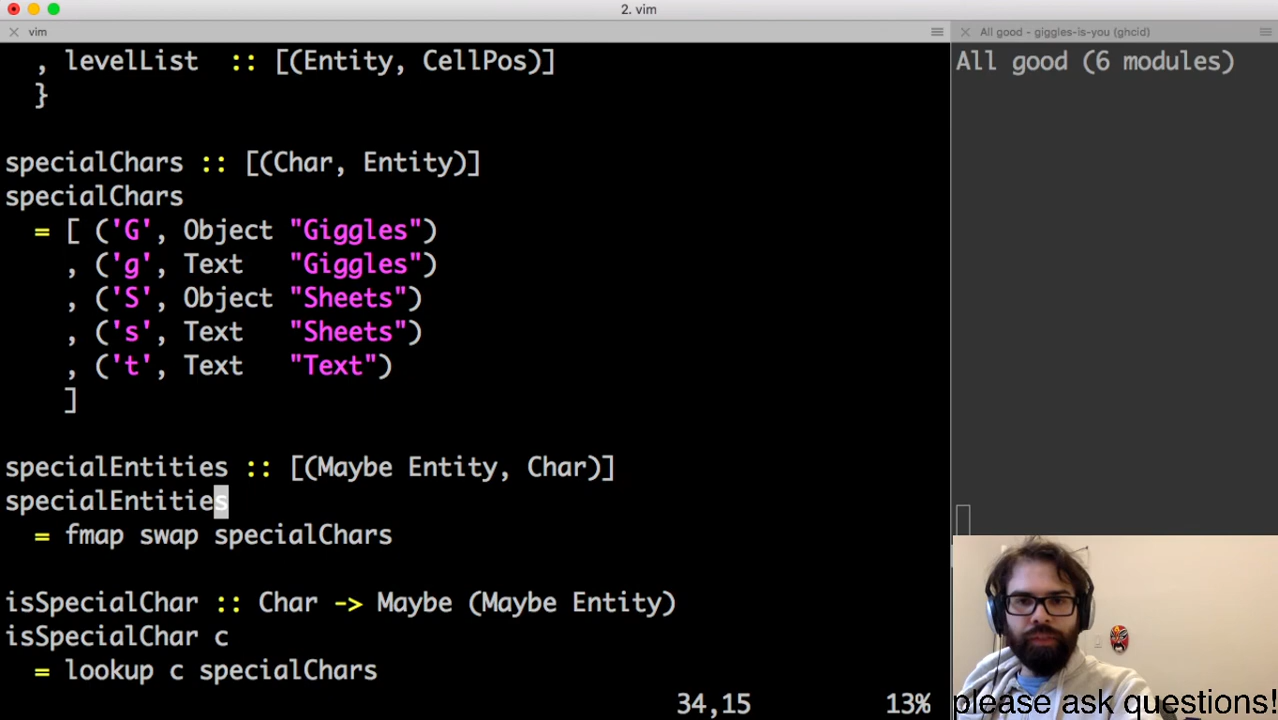 2. vim
vim
All good - giggles-is-you (ghcid)
, levelList  :: [(Entity, CellPos)]
}
specialChars :: [(Char, Entity)]
specialChars
= [ ('G', Object "Giggles")
, ('g', Text   "Giggles")
, ('S', Object "Sheets")
, ('s', Text   "Sheets")
, ('t', Text   "Text")
]
specialEntities :: [(Maybe Entity, Char)]
specialEntities
= fmap swap specialChars
isSpecialChar :: Char -> Maybe (Maybe Entity)
isSpecialChar c
= lookup c specialChars
34,15 13%
All good (6 modules)
please ask questions!